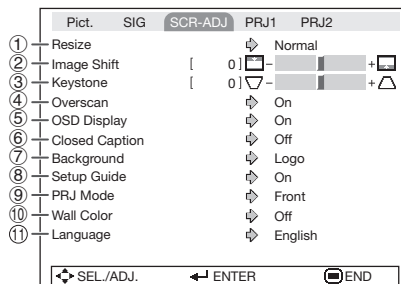 Pict. SIG SCR-ADJ PRJ1 PRJ2
① Resize Normal
② Image Shift [ 0 ] - +
③ Keystone [ 0 ] - +
④ Overscan On
⑤ OSD Display On
⑥ Closed Caption Off
⑦ Background Logo
⑧ Setup Guide On
⑨ PRJ Mode Front
⑩ Wall Color Off
⑪ Language English
SEL./ADJ. ENTER END